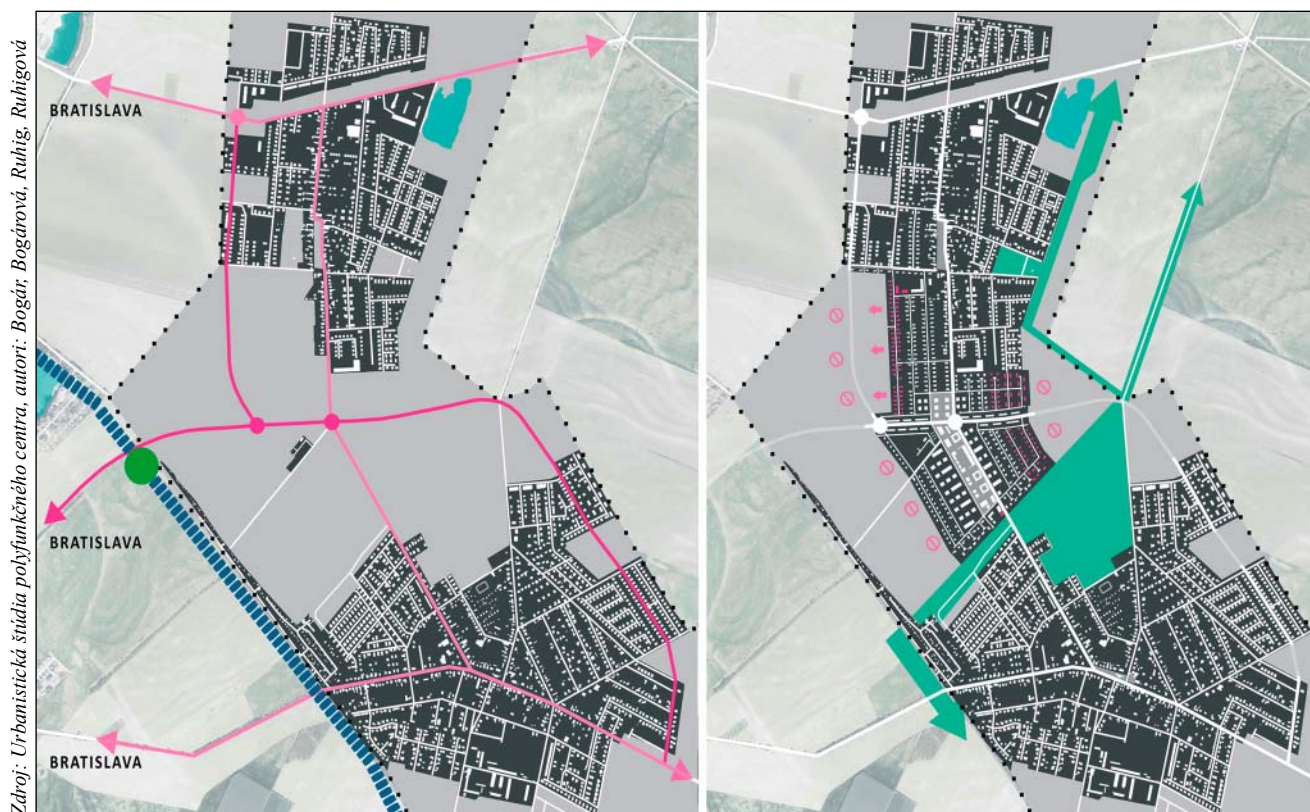 Zdroj: Urbanistická štúdia polyfunkčného centra, autori: Bogár, Bogárová, Ruhig, Ruhigová
BRATISLAVA
BRATISLAVA
BRATISLAVA